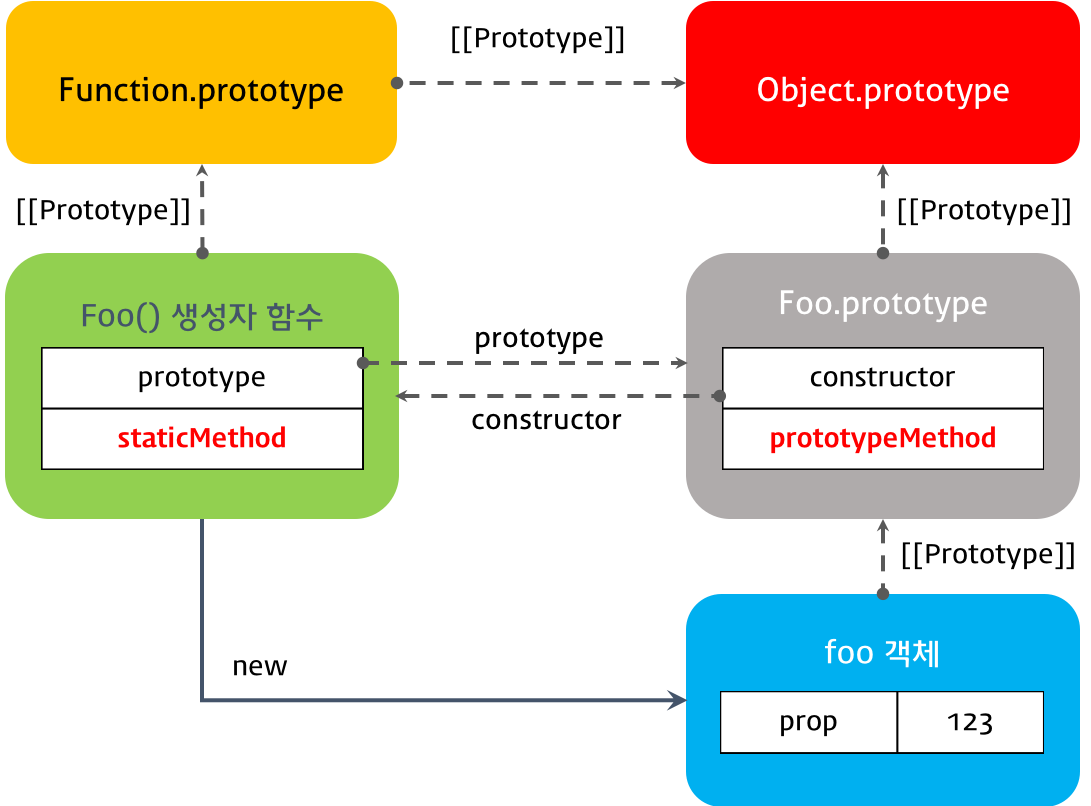 [[Prototype]]
Function.prototype
Object.prototype
[[Prototype]]
[[Prototype]]
Foo() 생성자 함수
prototype
staticMethod
prototype
constructor
Foo.prototype
constructor
prototypeMethod
[[Prototype]]
new
foo 객체
prop
123